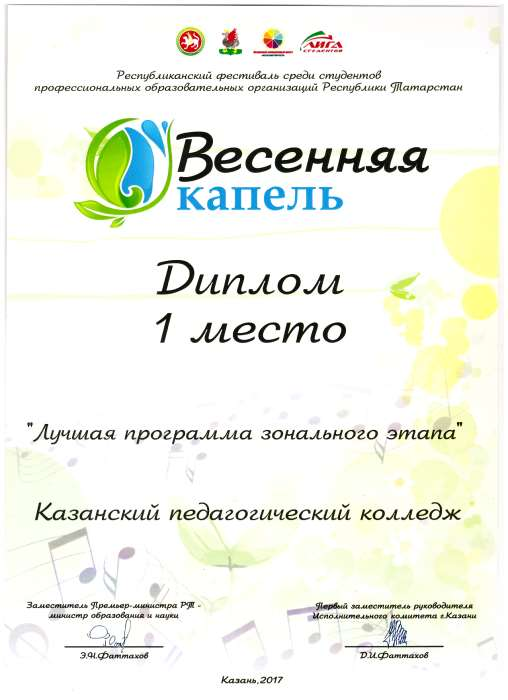 ЛИГА
СТУДЕНТОВ
Республиканский фестиваль среди студентов
профессиональных образовательных организаций Республики Татарстан
Весенняя
капель
Диплом
1 место
"Лучшая программа зонального этапа"
Казанский педагогический колледж
Заместитель Премьер-министра РТ -
министр образования и науки
Э.Н.Фаттахов
Первый заместитель руководителя
Исполнительного комитета г.Казани
Д.И.Фаттахов
Казань,2017